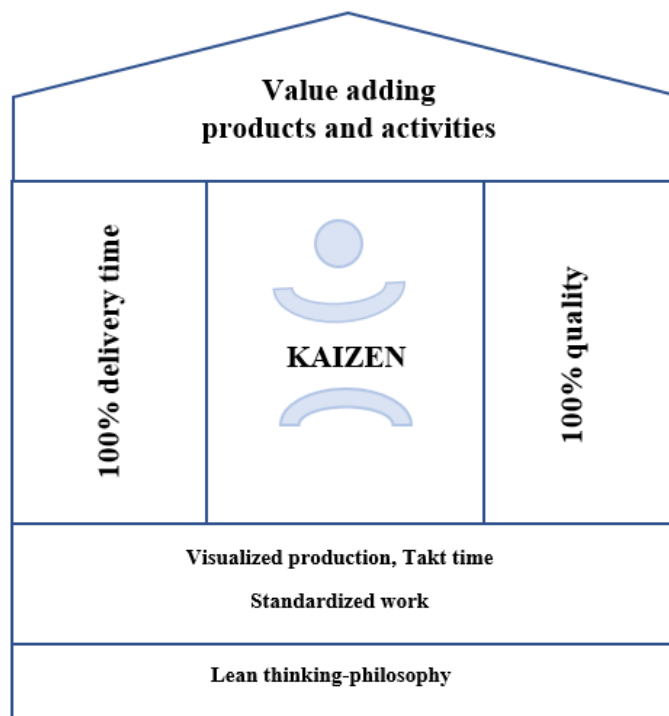 Value adding
products and activities
100% delivery time
KAIZEN
100% quality
Visualized production, Takt time
Standardized work
Lean thinking-philosophy